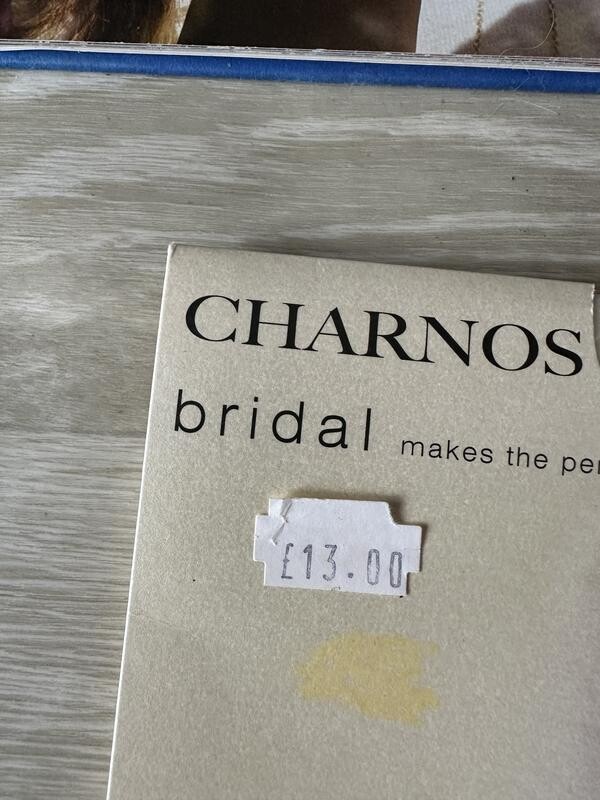 CHARNOS
bridal makes the
£13.00